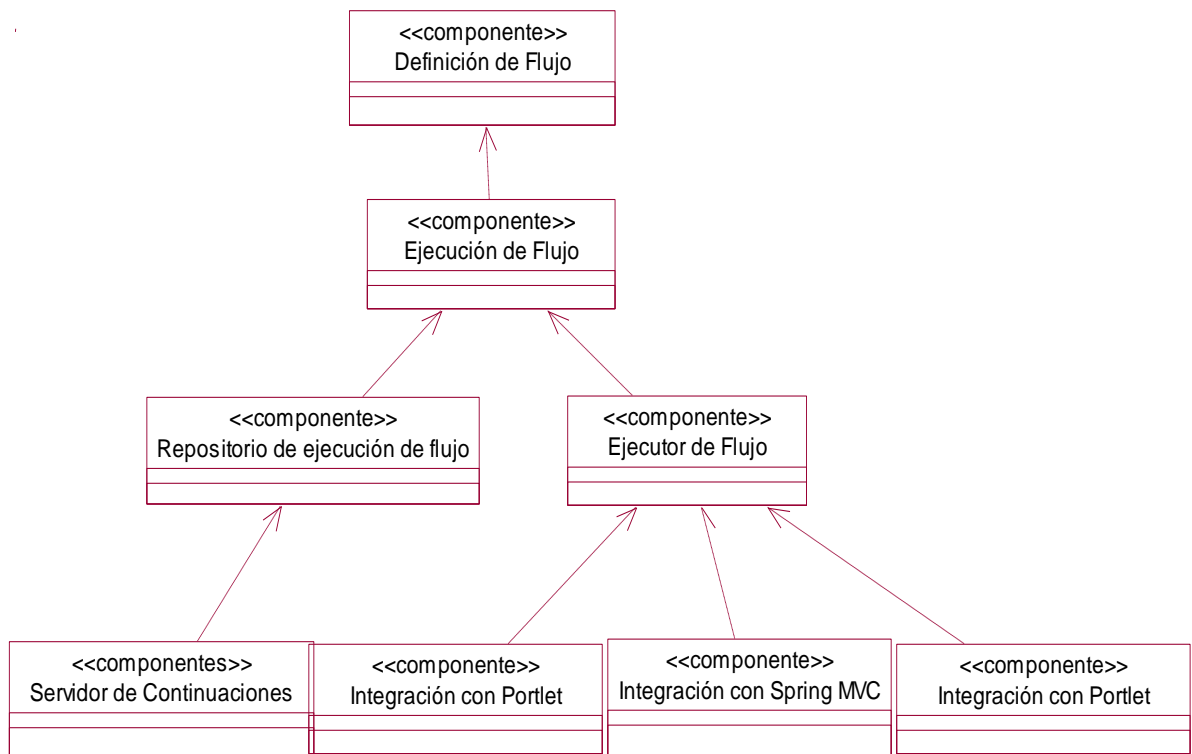 <<componente>>
Definición de Flujo
<<componente>>
Ejecución de Flujo
<<componente>>
Repositorio de ejecución de flujo
<<componente>>
Ejecutor de Flujo
<<componentes>>
Servidor de Continuaciones
<<componente>>
Integración con Portlet
<<componente>>
Integración con Spring MVC
<<componente>>
Integración con Portlet